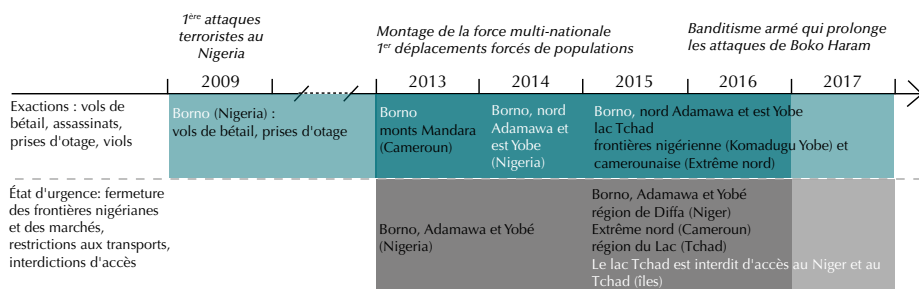 1ère attaques
terroristes au
Nigeria
Montage de la force multi-nationale
1er déplacements forcés de populations
Banditisme armé qui prolonge
les attaques de Boko Haram
2009
2013
2014
2015
2016
2017
Exactions : vols de
bétail, assassinats,
prises d'otage, viols
Borno (Nigeria) :
vols de bétail, prises d'otage
Borno
monts Mandara
(Cameroun)
Borno, nord
Adamawa et
est Yobe
(Nigeria)
Borno, nord Adamawa et est Yobe
lac Tchad
frontières nigérienne (Komadugu Yobe) et
camerounaise (Extrême nord)
État d'urgence: fermeture
des frontières nigérianes
et des marchés,
restrictions aux transports,
interdictions d'accès
Borno, Adamawa et Yobé
(Nigeria)
Borno, Adamawa et Yobé
région de Diffa (Niger)
Extrême nord (Cameroun)
région du Lac (Tchad)
Le lac Tchad est interdit d'accès au Niger et au
Tchad (îles)